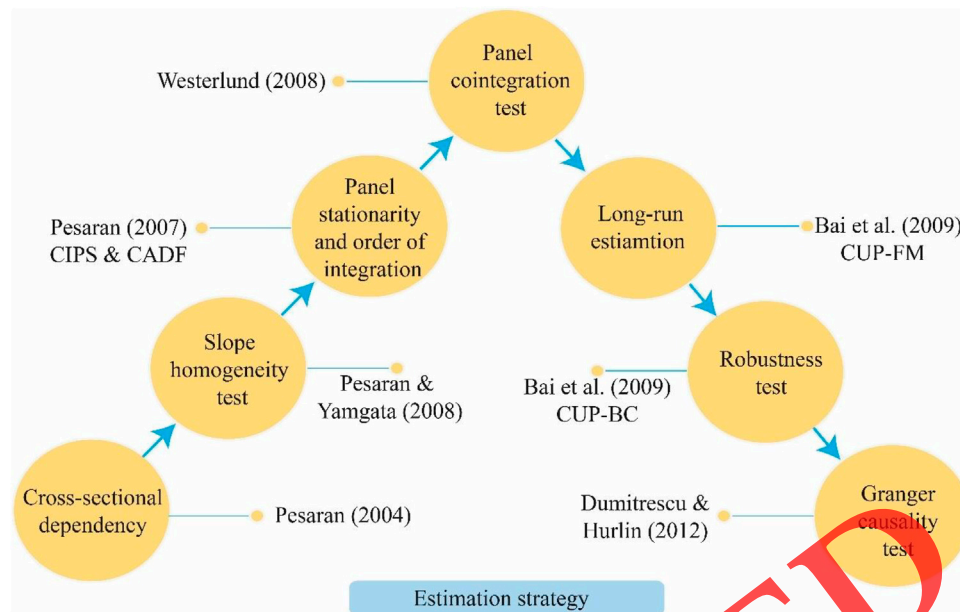 Panel
cointegration
test
Westerlund (2008)
Panel
stationarity
and order of
integration
Pesaran (2007)
CIPS & CADF
Long-run
estiamtion
Bai et al. (2009)
CUP-FM
Slope
homogeneity
test
Pesaran &
Yamgata (2008)
Robustness
test
Bai et al. (2009)
CUP-BC
Cross-sectional
dependency
Pesaran (2004)
Granger
causality
test
Dumitrescu &
Hurlin (2012)
Estimation strategy